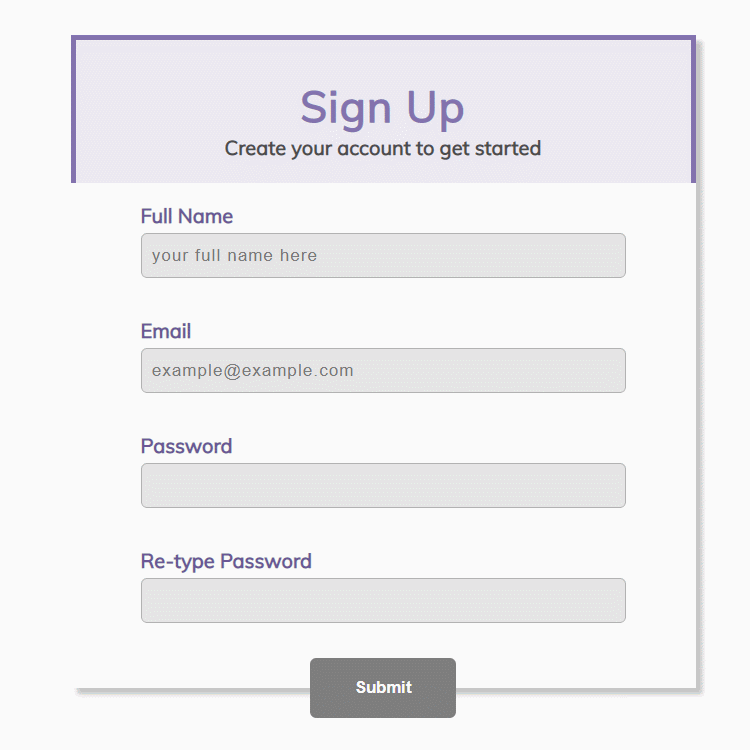 Sign Up
Create your account to get started
Full Name
your full name here
Email
example@example.com
Password
Re-type Password
Submit